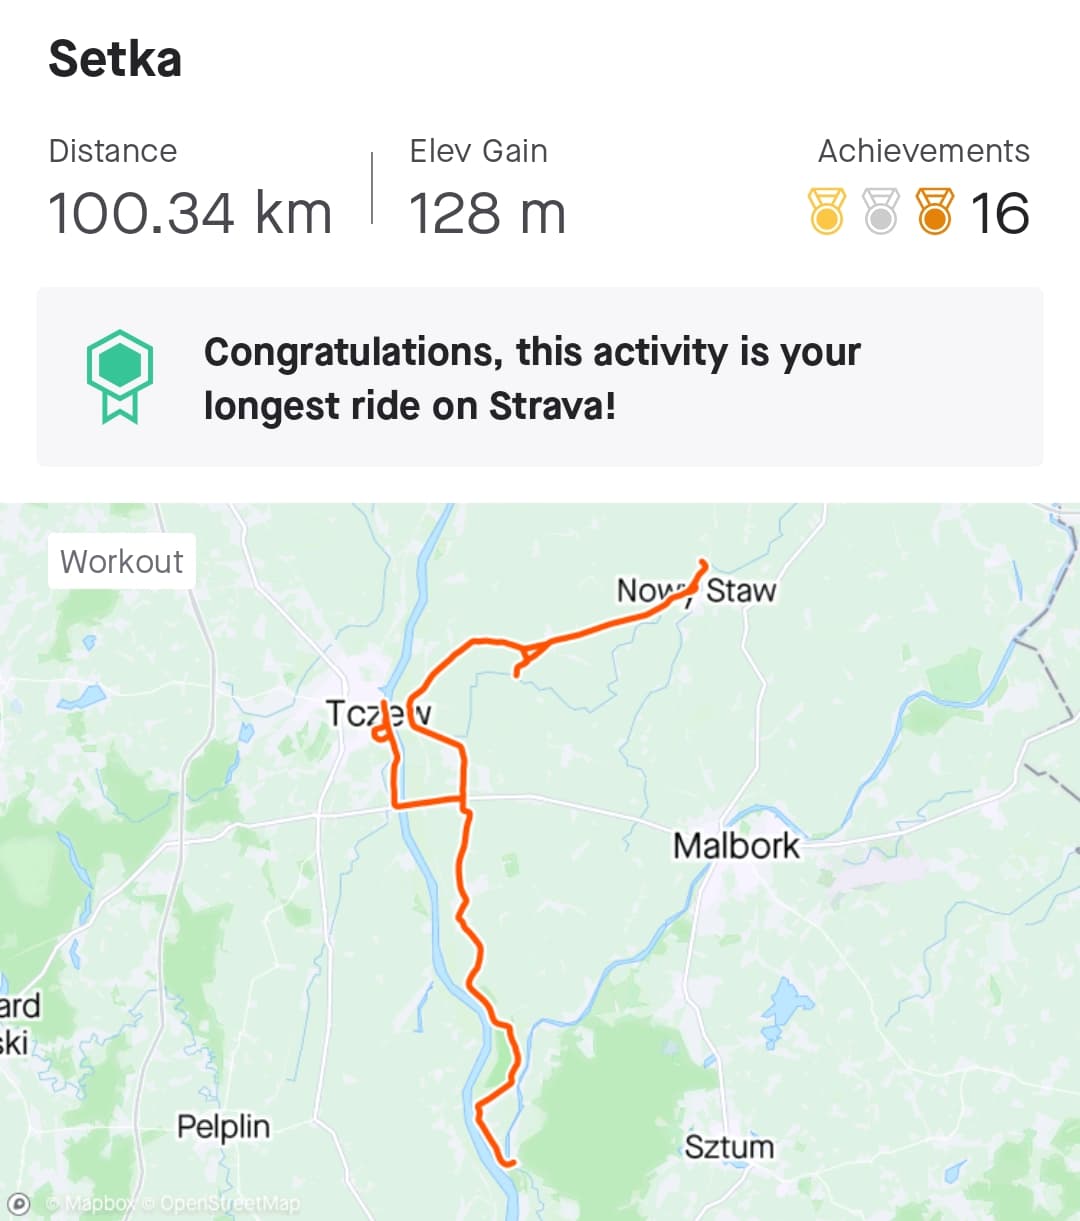 Setka
Distance
Elev Gain
Achievements
100.34 km
128 m
16
Congratulations, this activity is your
longest ride on Strava!
Workout
Nowy Staw
Tczew
Malbork
ard
ski
Pelplin
Sztum
© Mapbox © OpenStreetMap